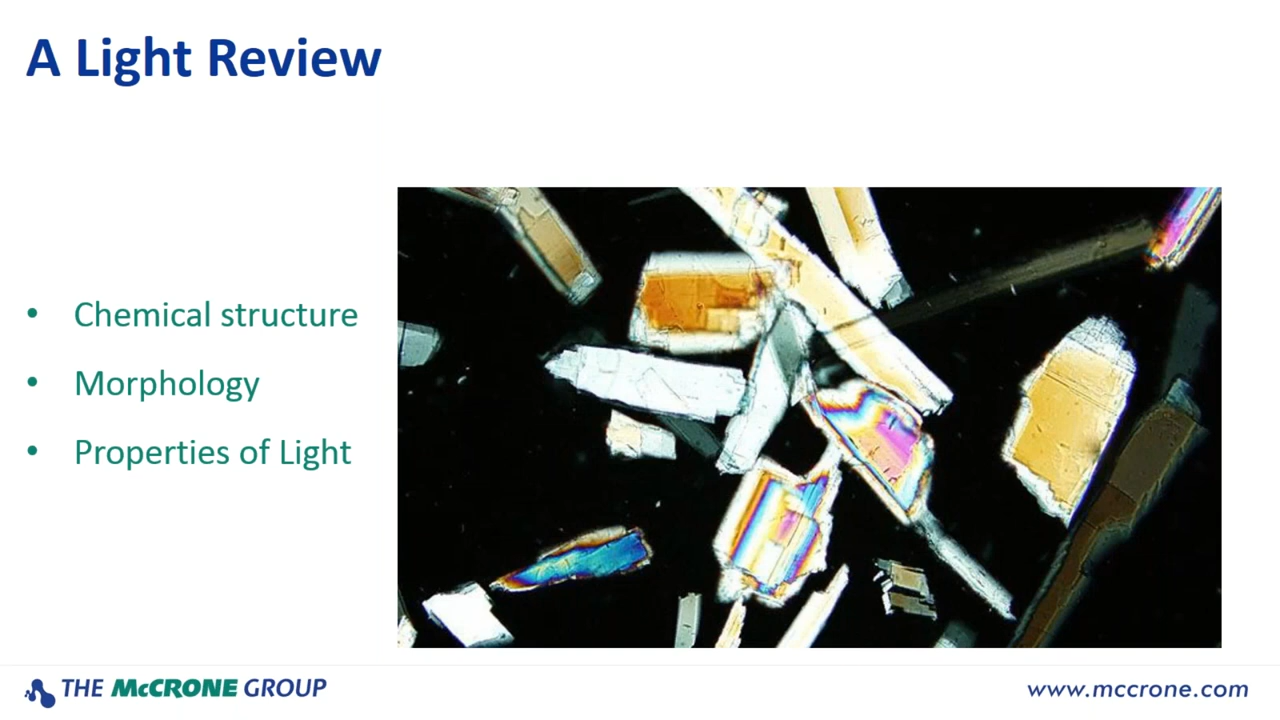 A Light Review
• Chemical structure
• Morphology
• Properties of Light
THE McCRONE GROUP
www.mccrone.com